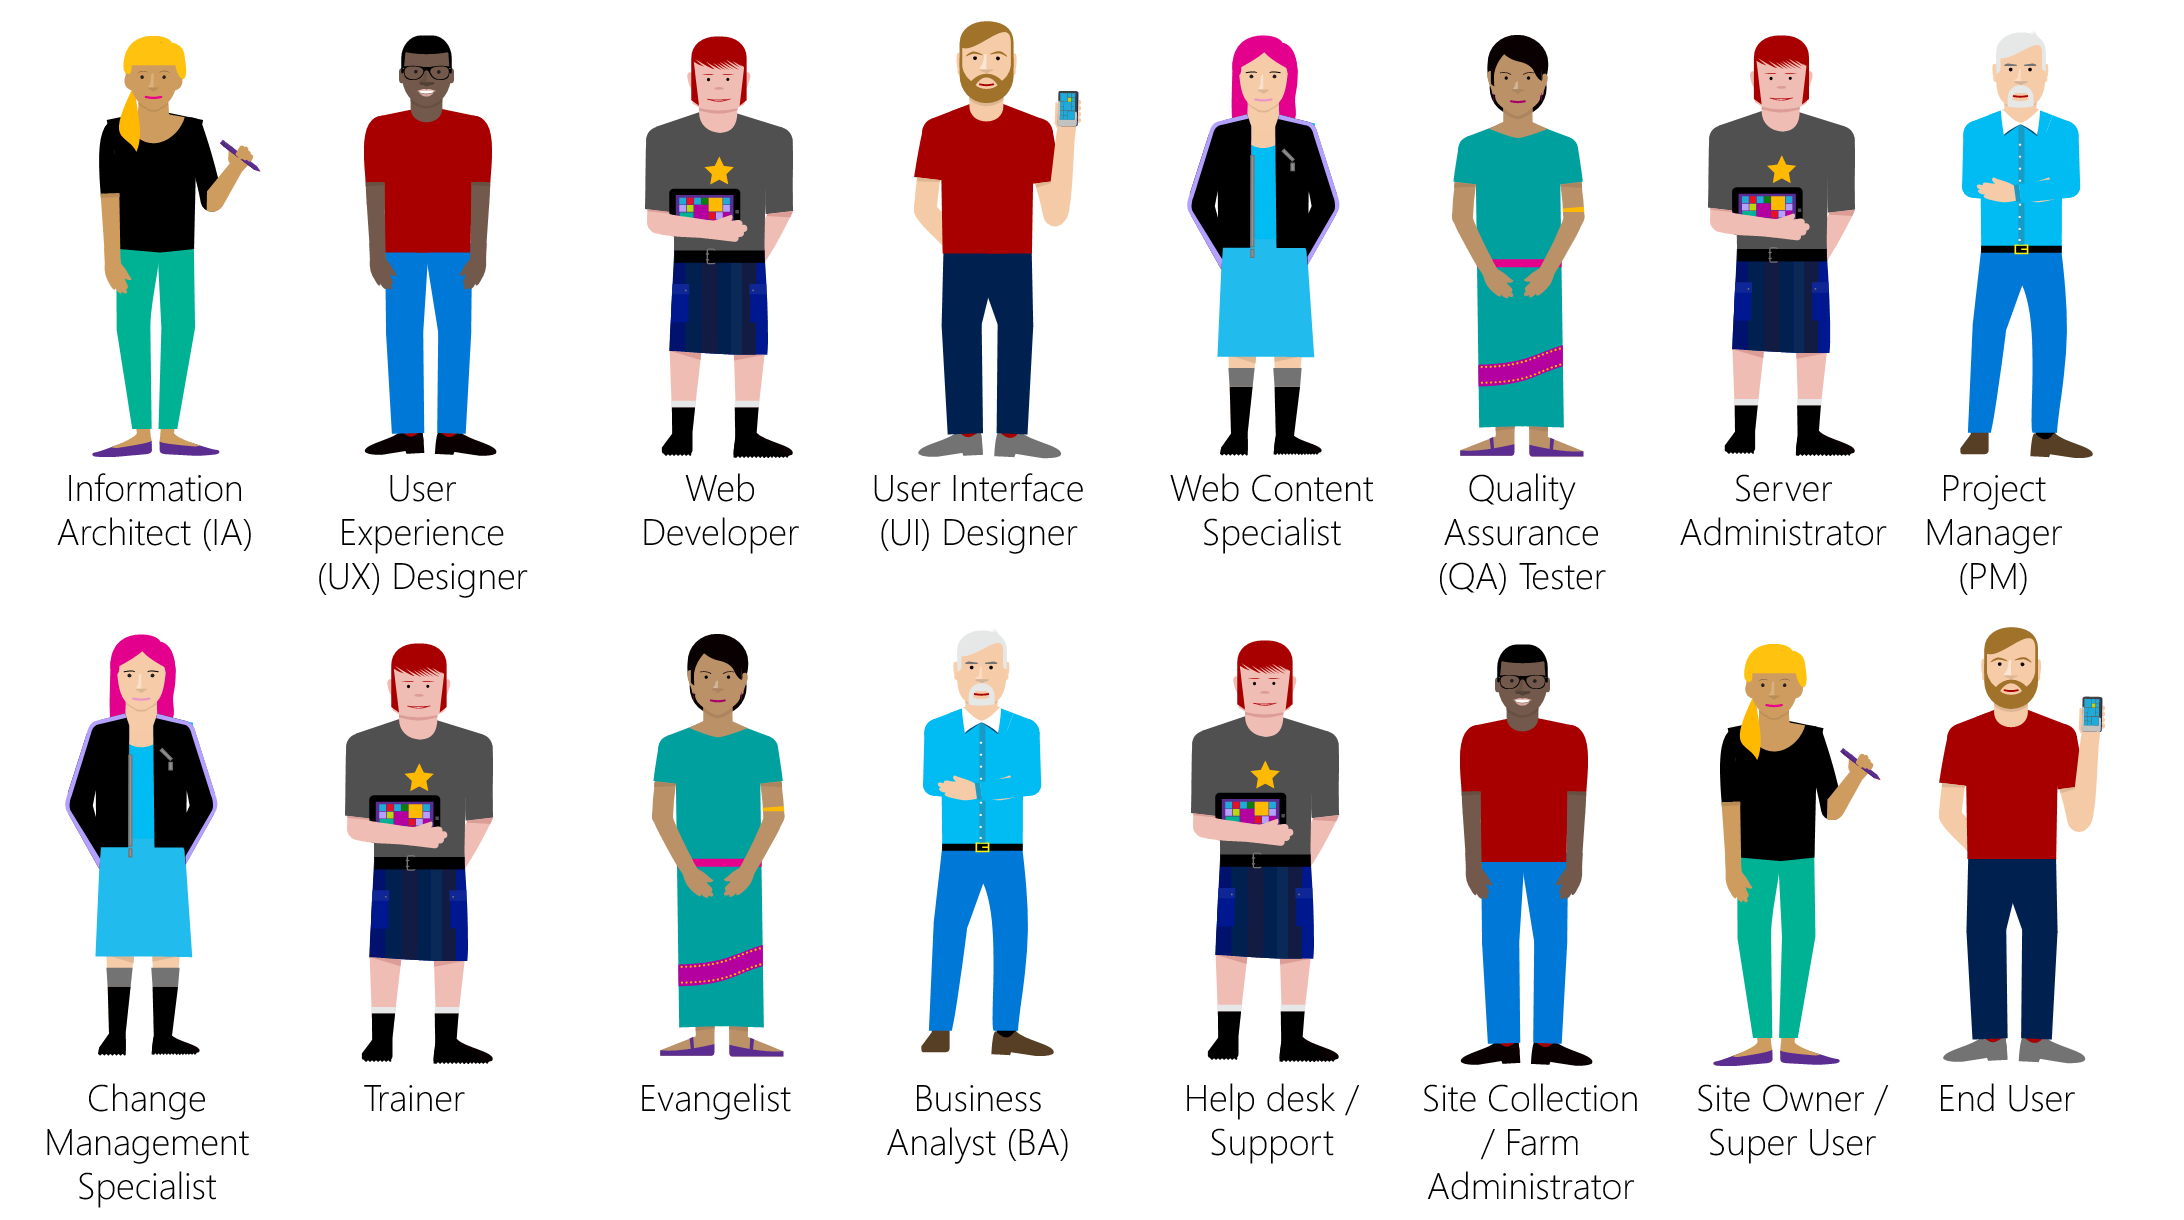 Information
Architect (IA)
User
Experience
(UX) Designer
Web
Developer
User Interface
(UI) Designer
Web Content
Specialist
Quality
Assurance
(QA) Tester
Server
Administrator
Project
Manager
(PM)
Change
Management
Specialist
Trainer
Evangelist
Business
Analyst (BA)
Help desk /
Support
Site Collection
/ Farm
Administrator
Site Owner /
Super User
End User